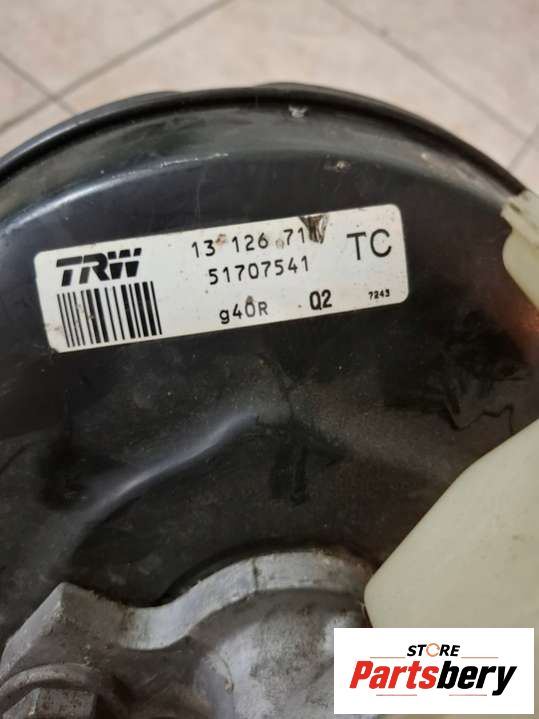 TRW
13 126 71
TC
51707541
g40R Q2 7243
STORE
Partsbery